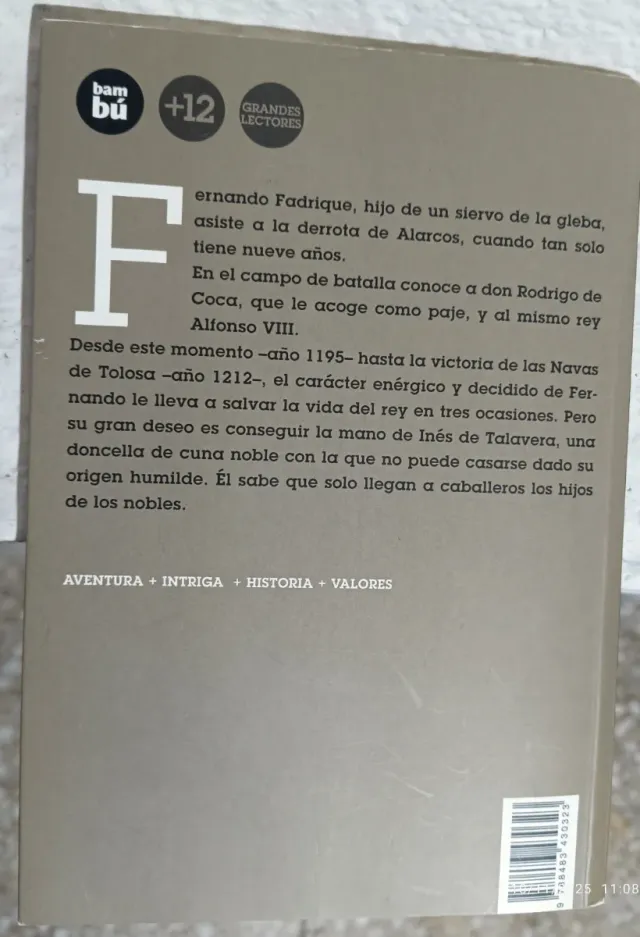 bam
bú
+12
GRANDES
LECTORES
Fernando Fadrique, hijo de un siervo de la gleba,
asiste a la derrota de Alarcos, cuando tan solo
tiene nueve años.
En el campo de batalla conoce a don Rodrigo de
Coca, que le acoge como paje, y al mismo rey
Alfonso VIII.
Desde este momento –año 1195– hasta la victoria de las Navas
de Tolosa –año 1212–, el carácter enérgico y decidido de Fer-
nando le lleva a salvar la vida del rey en tres ocasiones. Pero
su gran deseo es conseguir la mano de Inés de Talavera, una
doncella de cuna noble con la que no puede casarse dado su
origen humilde. Él sabe que solo llegan a caballeros los hijos
de los nobles.
AVENTURA + INTRIGA + HISTORIA + VALORES
9 788483 430323
25 11:08